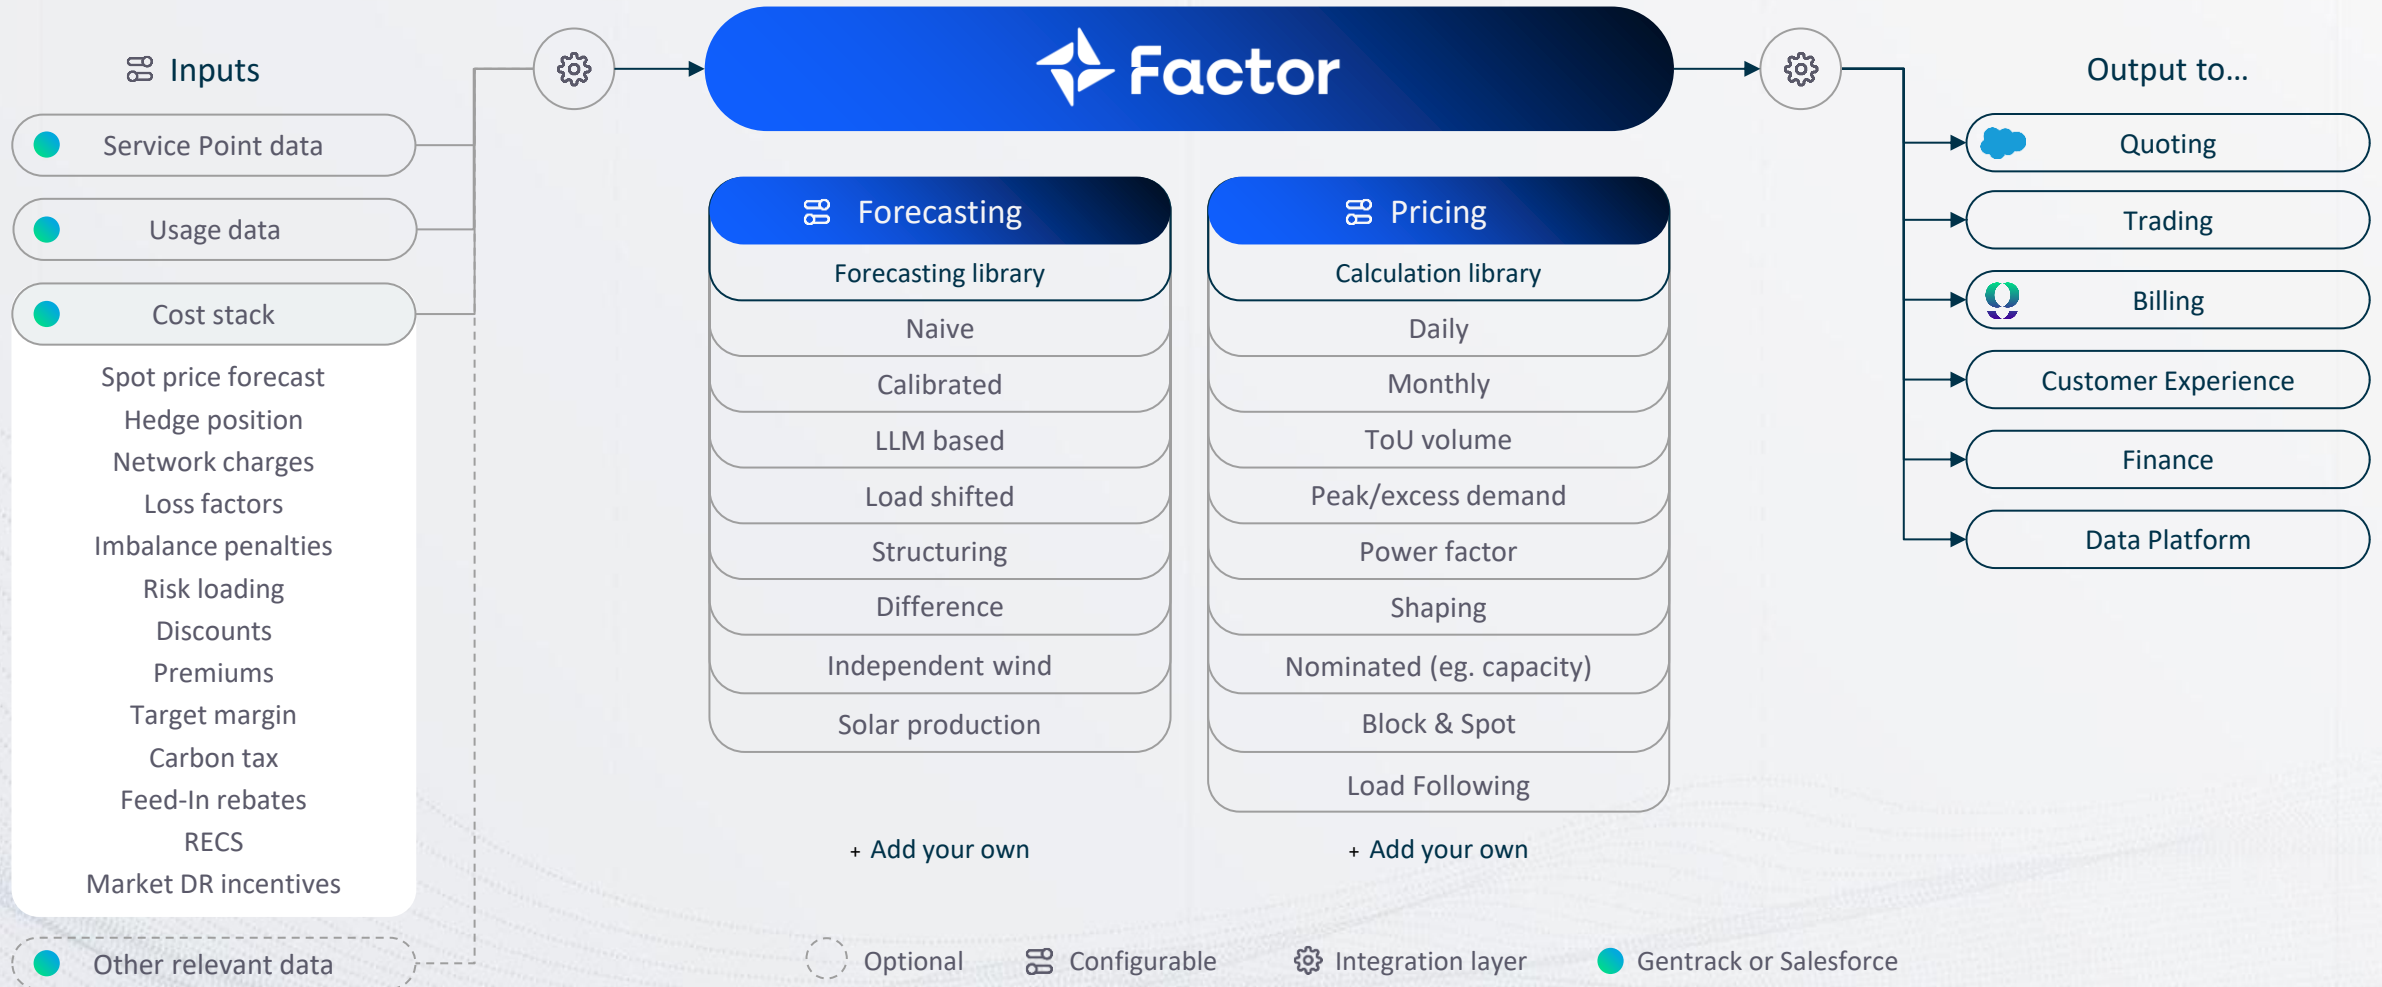 Inputs
Service Point data
Usage data
Cost stack
Spot price forecast
Hedge position
Network charges
Loss factors
Imbalance penalties
Risk loading
Discounts
Premiums
Target margin
Carbon tax
Feed-In rebates
RECS
Market DR incentives
Other relevant data
Factor
Forecasting
Forecasting library
Naive
Calibrated
LLM based
Load shifted
Structuring
Difference
Independent wind
Solar production
+ Add your own
Pricing
Calculation library
Daily
Monthly
ToU volume
Peak/excess demand
Power factor
Shaping
Nominated (eg. capacity)
Block & Spot
Load Following
+ Add your own
Output to...
Quoting
Trading
Billing
Customer Experience
Finance
Data Platform
Optional
Configurable
Integration layer
Gentrack or Salesforce